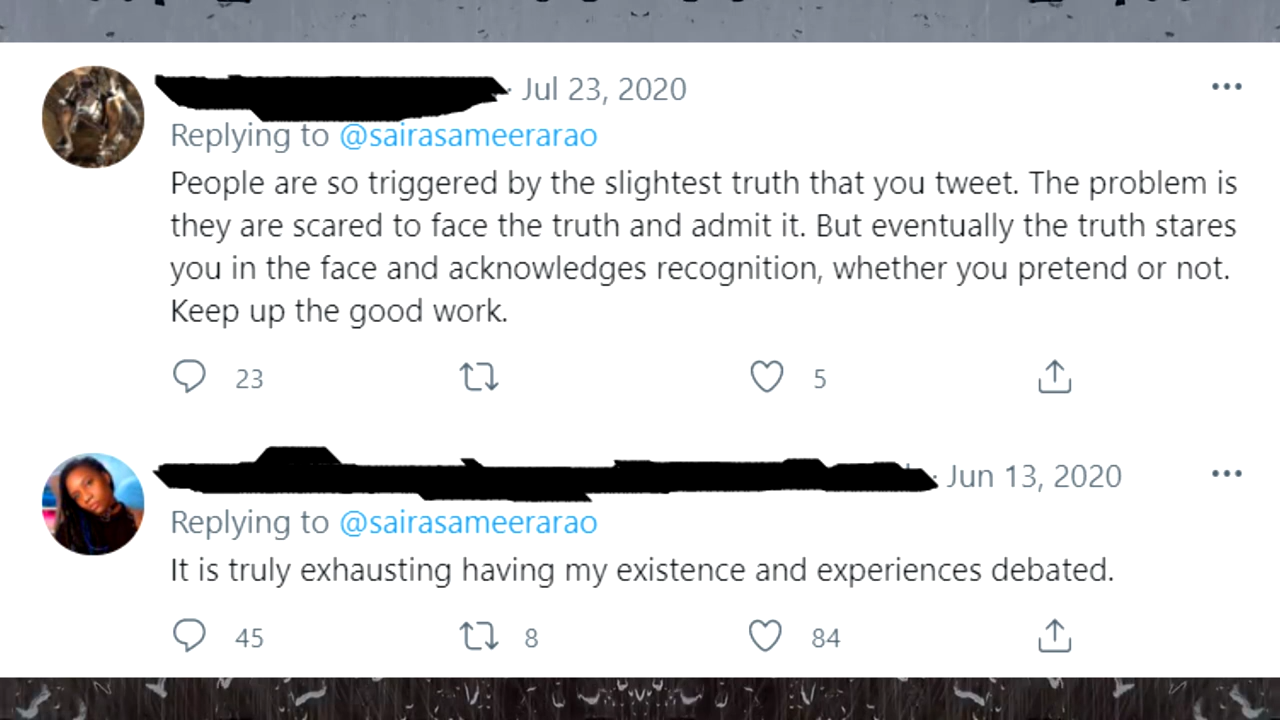 · Jul 23, 2020
Replying to @sairasameerarao
People are so triggered by the slightest truth that you tweet. The problem is
they are scared to face the truth and admit it. But eventually the truth stares
you in the face and acknowledges recognition, whether you pretend or not.
Keep up the good work.
23 5
· Jun 13, 2020
Replying to @sairasameerarao
It is truly exhausting having my existence and experiences debated.
45 8 84